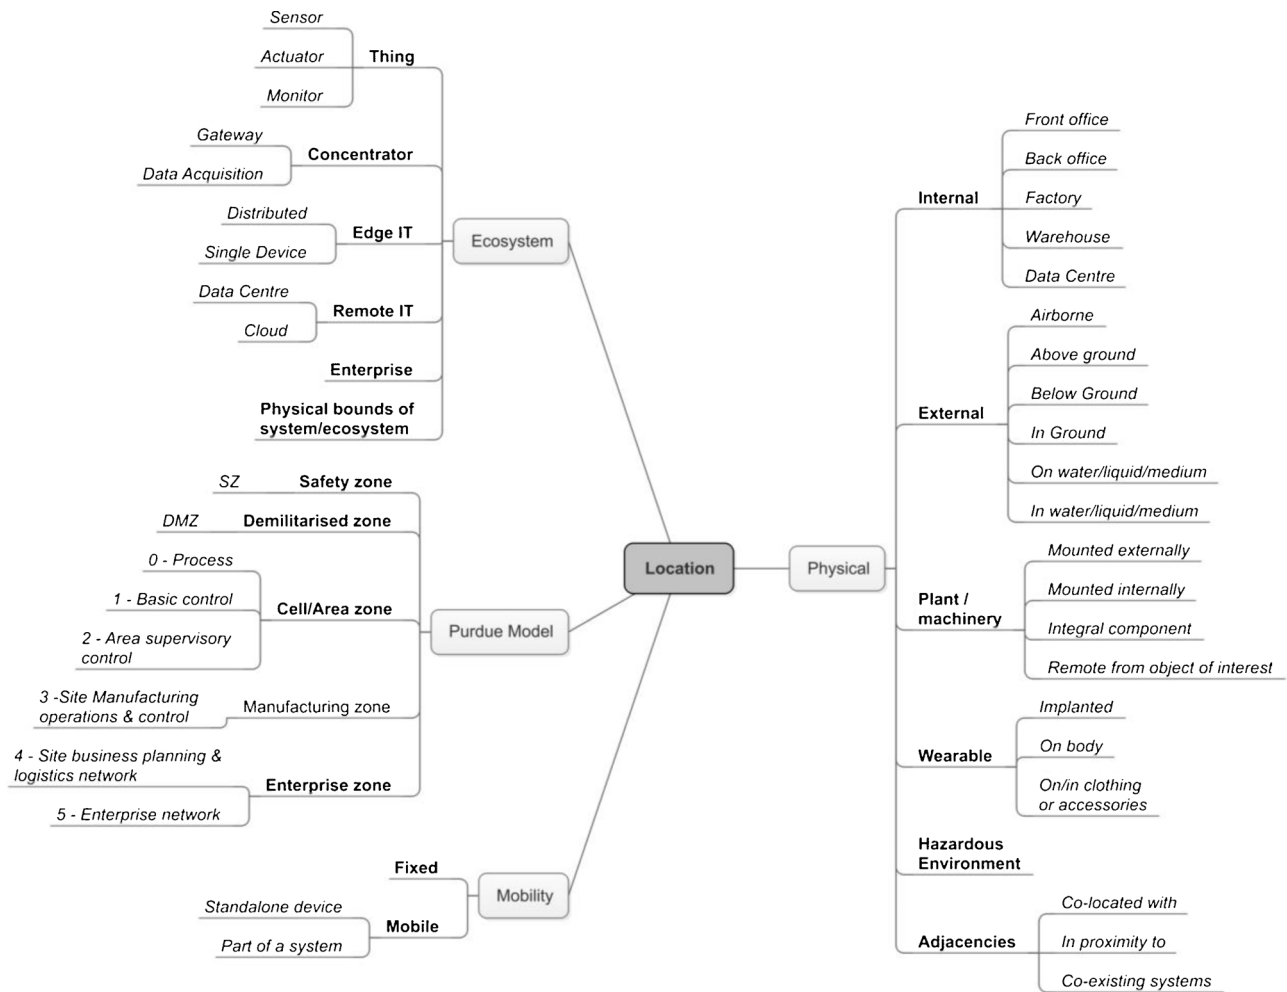 Sensor
Actuator
Monitor
Thing
Gateway
Data Acquisition
Concentrator
Distributed
Single Device
Edge IT
Data Centre
Cloud
Remote IT
Enterprise
Physical bounds of
system/ecosystem
Ecosystem
SZ
Safety zone
DMZ
Demilitarised zone
0 - Process
1 - Basic control
2 - Area supervisory
control
Cell/Area zone
3 -Site Manufacturing
operations & control
Manufacturing zone
4 - Site business planning &
logistics network
5 - Enterprise network
Enterprise zone
Purdue Model
Fixed
Standalone device
Part of a system
Mobile
Mobility
Location
Physical
Internal
Front office
Back office
Factory
Warehouse
Data Centre
External
Airborne
Above ground
Below Ground
In Ground
On water/liquid/medium
In water/liquid/medium
Plant /
machinery
Mounted externally
Mounted internally
Integral component
Remote from object of interest
Wearable
Implanted
On body
On/in clothing
or accessories
Hazardous
Environment
Adjacencies
Co-located with
In proximity to
Co-existing systems